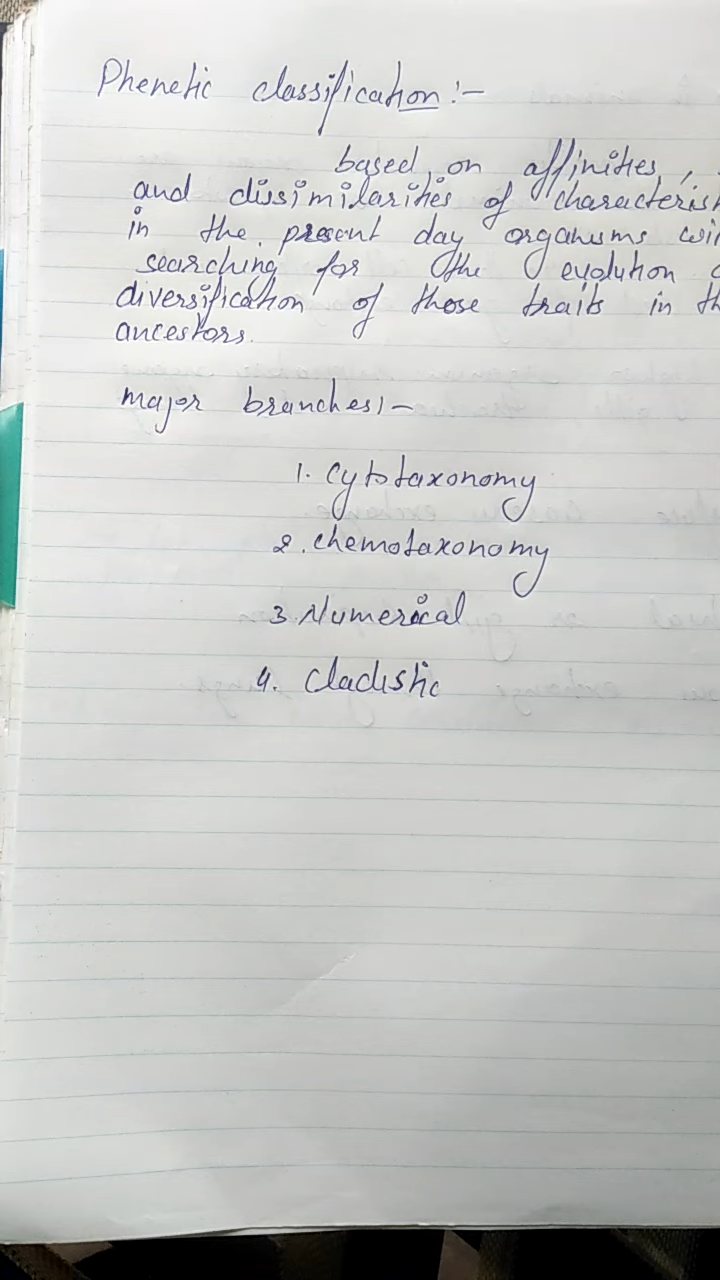 Phenetic classification :-
based on affinities,
and dissimilarities of characteris
in the present day organisms wi
searching for the evolution
diversification of those traits in th
ancestors.
major branches :-
1. Cytotaxonomy
2. chemotaxonomy
3. Numerical
4. Cladistic